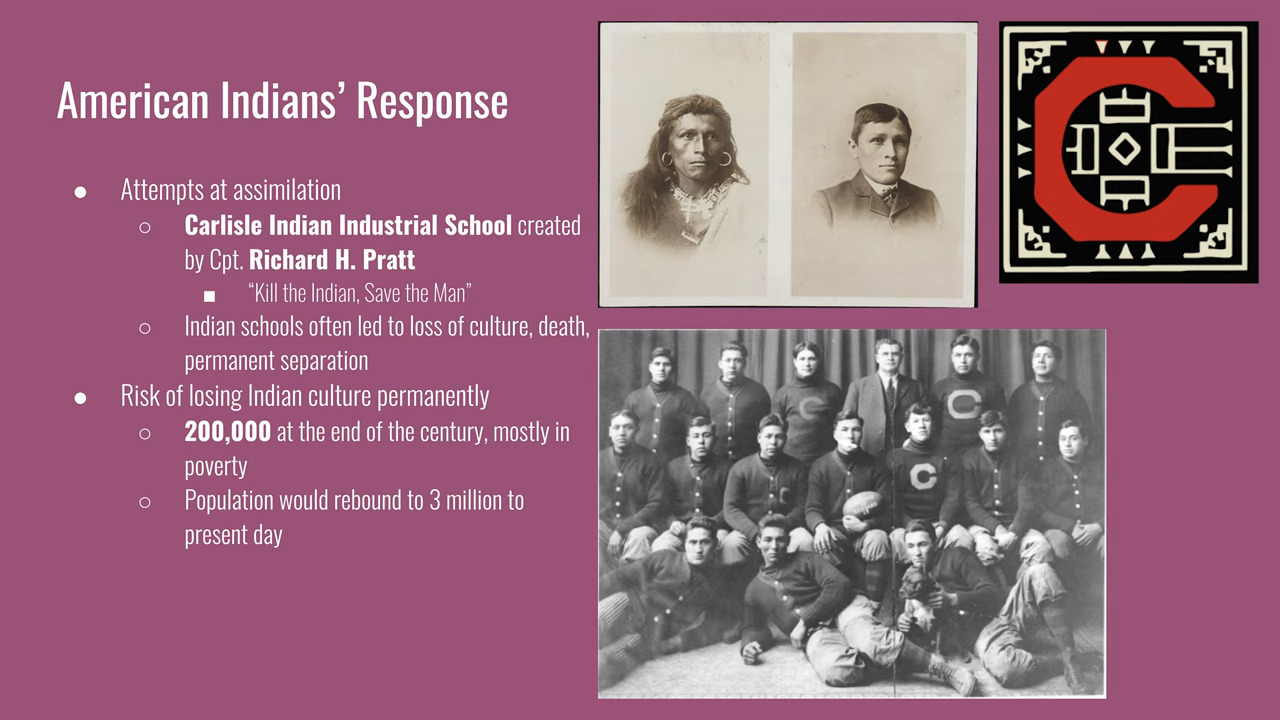 American Indians’ Response
● Attempts at assimilation
○ Carlisle Indian Industrial School created
by Cpt. Richard H. Pratt
■ “Kill the Indian, Save the Man”
○ Indian schools often led to loss of culture, death,
permanent separation
● Risk of losing Indian culture permanently
○ 200,000 at the end of the century, mostly in
poverty
○ Population would rebound to 3 million to
present day
C
C
C
C
C